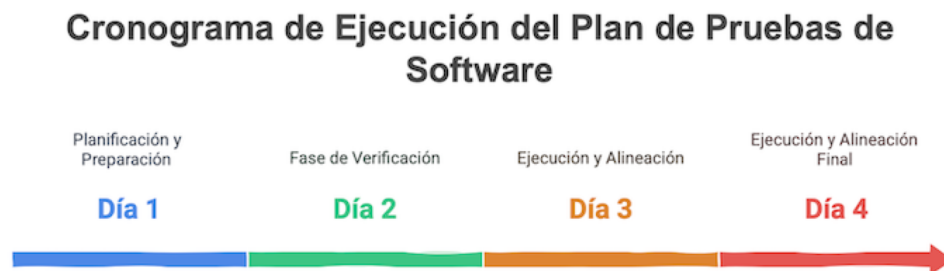 Cronograma de Ejecución del Plan de Pruebas de
Software
Planificación y
Preparación
Fase de Verificación
Ejecución y Alineación
Ejecución y Alineación
Final
Día 1
Día 2
Día 3
Día 4